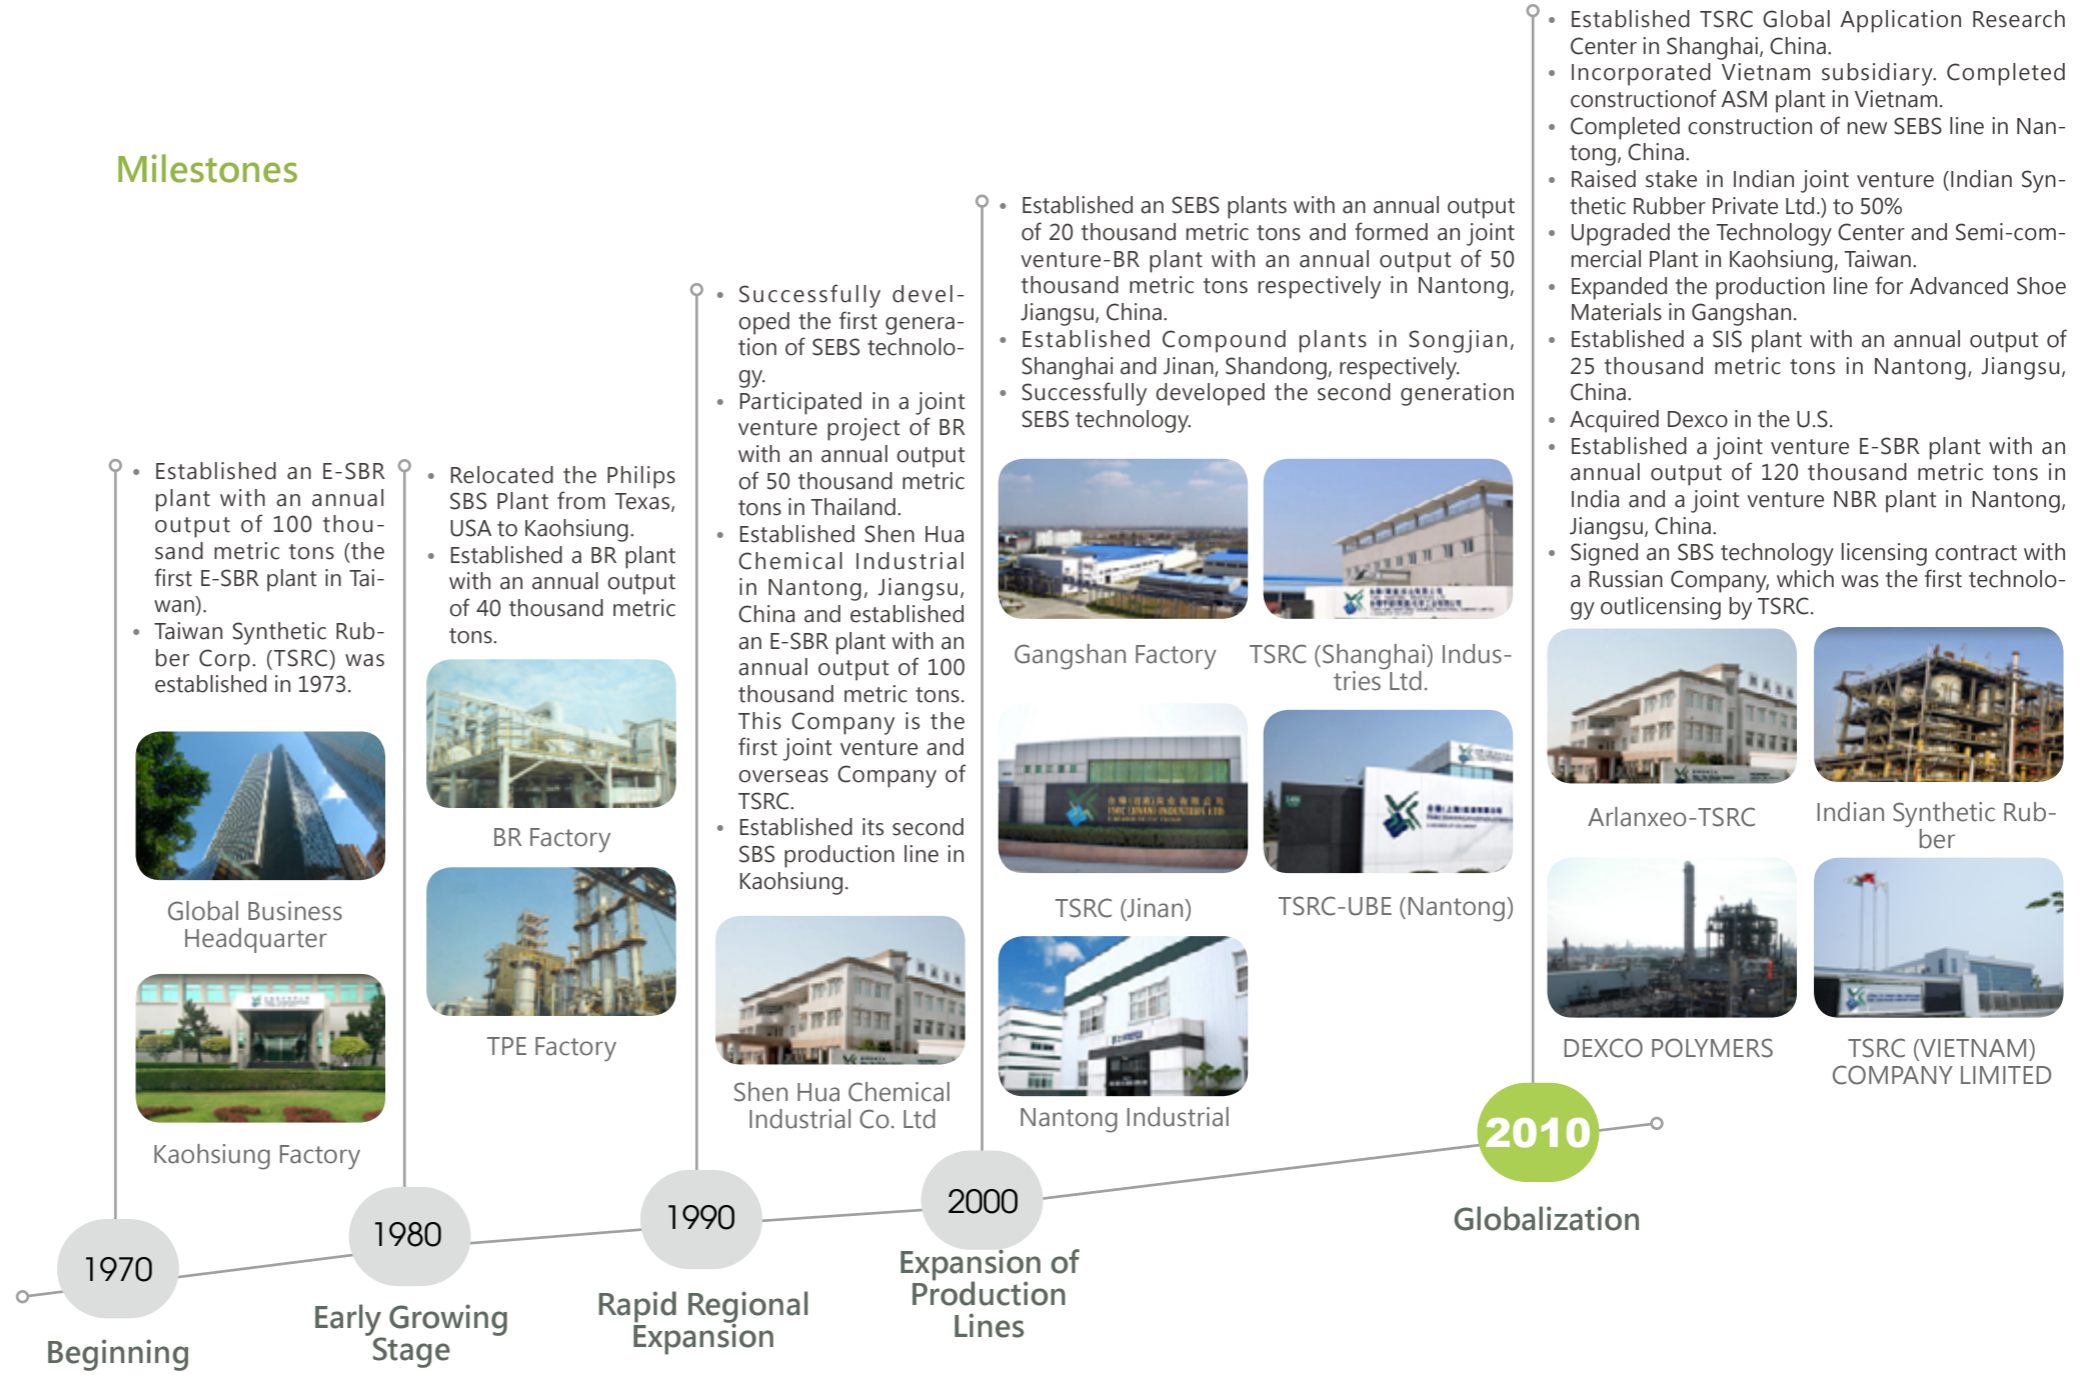 Milestones
• Established an E-SBR
plant with an annual
output of 100 thou-
sand metric tons (the
first E-SBR plant in Tai-
wan).
• Taiwan Synthetic Rub-
ber Corp. (TSRC) was
established in 1973.
Global Business
Headquarter
Kaohsiung Factory
1970
Beginning
• Relocated the Philips
SBS Plant from Texas,
USA to Kaohsiung.
• Established a BR plant
with an annual output
of 40 thousand metric
tons.
BR Factory
TPE Factory
1980
Early Growing
Stage
• Successfully devel-
oped the first genera-
tion of SEBS technolo-
gy.
• Participated in a joint
venture project of BR
with an annual output
of 50 thousand metric
tons in Thailand.
• Established Shen Hua
Chemical Industrial
in Nantong, Jiangsu,
China and established
an E-SBR plant with an
annual output of 100
thousand metric tons.
This Company is the
first joint venture and
overseas Company of
TSRC.
• Established its second
SBS production line in
Kaohsiung.
Shen Hua Chemical
Industrial Co. Ltd
1990
Rapid Regional
Expansion
• Established an SEBS plants with an annual output
of 20 thousand metric tons and formed an joint
venture-BR plant with an annual output of 50
thousand metric tons respectively in Nantong,
Jiangsu, China.
• Established Compound plants in Songjian,
Shanghai and Jinan, Shandong, respectively.
• Successfully developed the second generation
SEBS technology.
Gangshan Factory
TSRC (Shanghai) Indus-
tries Ltd.
TSRC (JINAN) INDUSTRIES LTD
TSRC (Jinan)
TSRC-UBE (Nantong)
Nantong Industrial
2000
Expansion of
Production
Lines
• Established TSRC Global Application Research
Center in Shanghai, China.
• Incorporated Vietnam subsidiary. Completed
constructionof ASM plant in Vietnam.
• Completed construction of new SEBS line in Nan-
tong, China.
• Raised stake in Indian joint venture (Indian Syn-
thetic Rubber Private Ltd.) to 50%
• Upgraded the Technology Center and Semi-com-
mercial Plant in Kaohsiung, Taiwan.
• Expanded the production line for Advanced Shoe
Materials in Gangshan.
• Established a SIS plant with an annual output of
25 thousand metric tons in Nantong, Jiangsu,
China.
• Acquired Dexco in the U.S.
• Established a joint venture E-SBR plant with an
annual output of 120 thousand metric tons in
India and a joint venture NBR plant in Nantong,
Jiangsu, China.
• Signed an SBS technology licensing contract with
a Russian Company, which was the first technolo-
gy outlicensing by TSRC.
Arlanxeo-TSRC
Indian Synthetic Rub-
ber
DEXCO POLYMERS
TSRC (VIETNAM)
COMPANY LIMITED
2010
Globalization